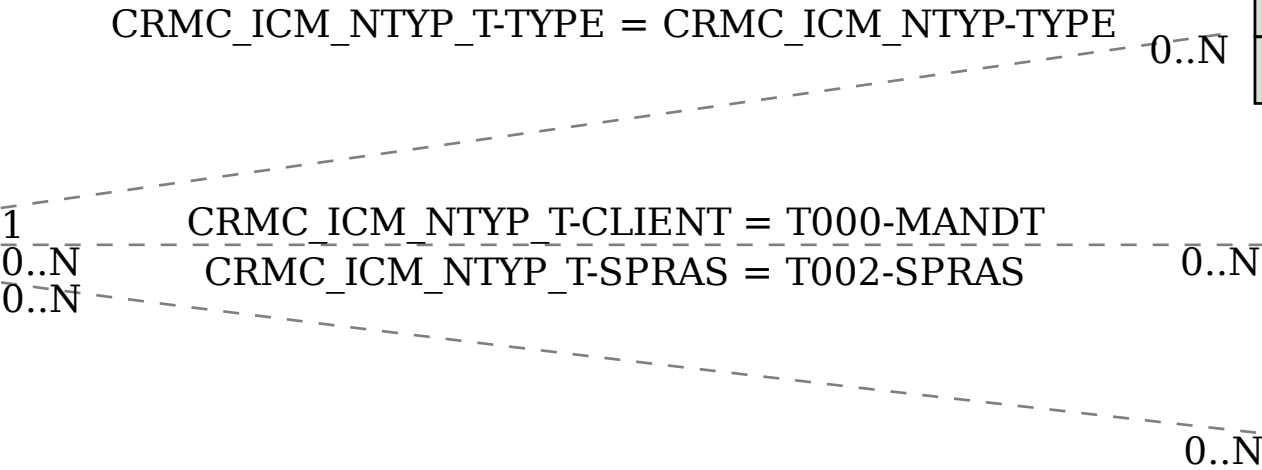 CRMC_ICM_NTYP_T-TYPE = CRMC_ICM_NTYP-TYPE
0..N
1
CRMC_ICM_NTYP_T-CLIENT = T000-MANDT
0..N
0..N
CRMC_ICM_NTYP_T-SPRAS = T002-SPRAS
0..N
0..N